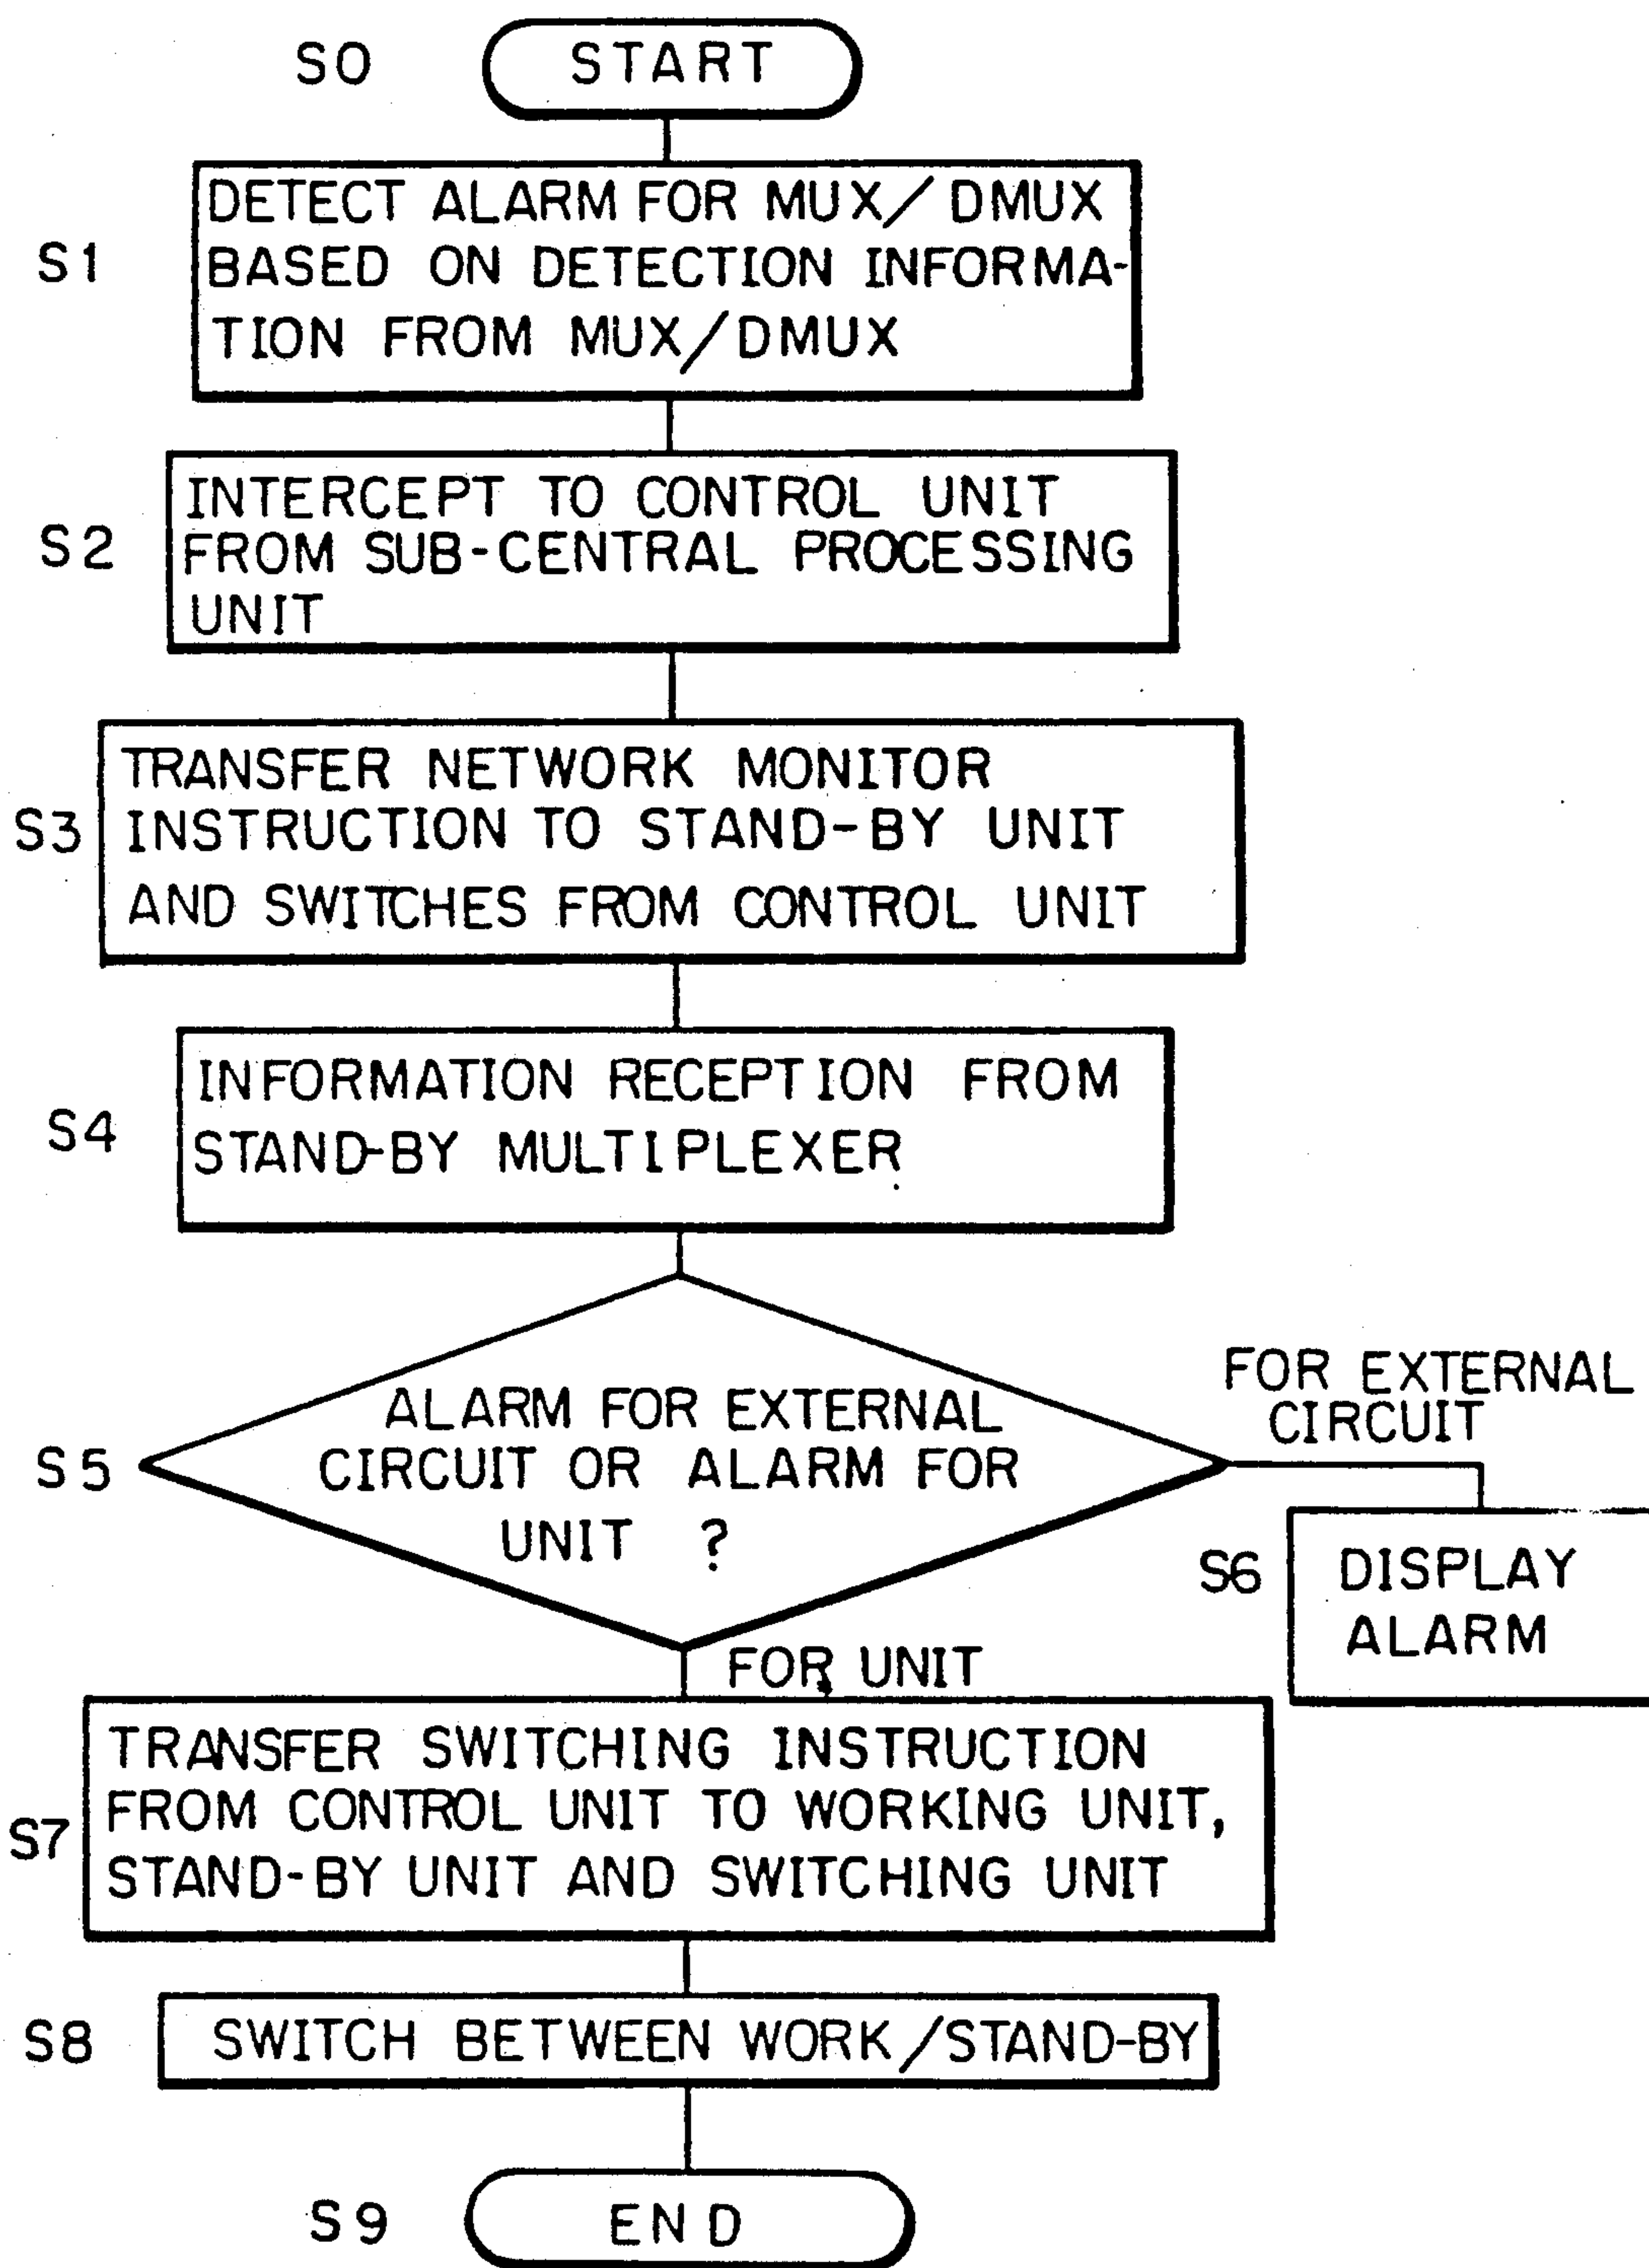 S0
START
S1
DETECT ALARM FOR MUX/DMUX
BASED ON DETECTION INFORMA-
TION FROM MUX/DMUX
S2
INTERCEPT TO CONTROL UNIT
FROM SUB-CENTRAL PROCESSING
UNIT
S3
TRANSFER NETWORK MONITOR
INSTRUCTION TO STAND-BY UNIT
AND SWITCHES FROM CONTROL UNIT
S4
INFORMATION RECEPTION FROM
STAND-BY MULTIPLEXER
S5
ALARM FOR EXTERNAL
CIRCUIT OR ALARM FOR
UNIT ?
FOR EXTERNAL
CIRCUIT
S6
DISPLAY
ALARM
FOR UNIT
S7
TRANSFER SWITCHING INSTRUCTION
FROM CONTROL UNIT TO WORKING UNIT,
STAND-BY UNIT AND SWITCHING UNIT
S8
SWITCH BETWEEN WORK/STAND-BY
S9
END